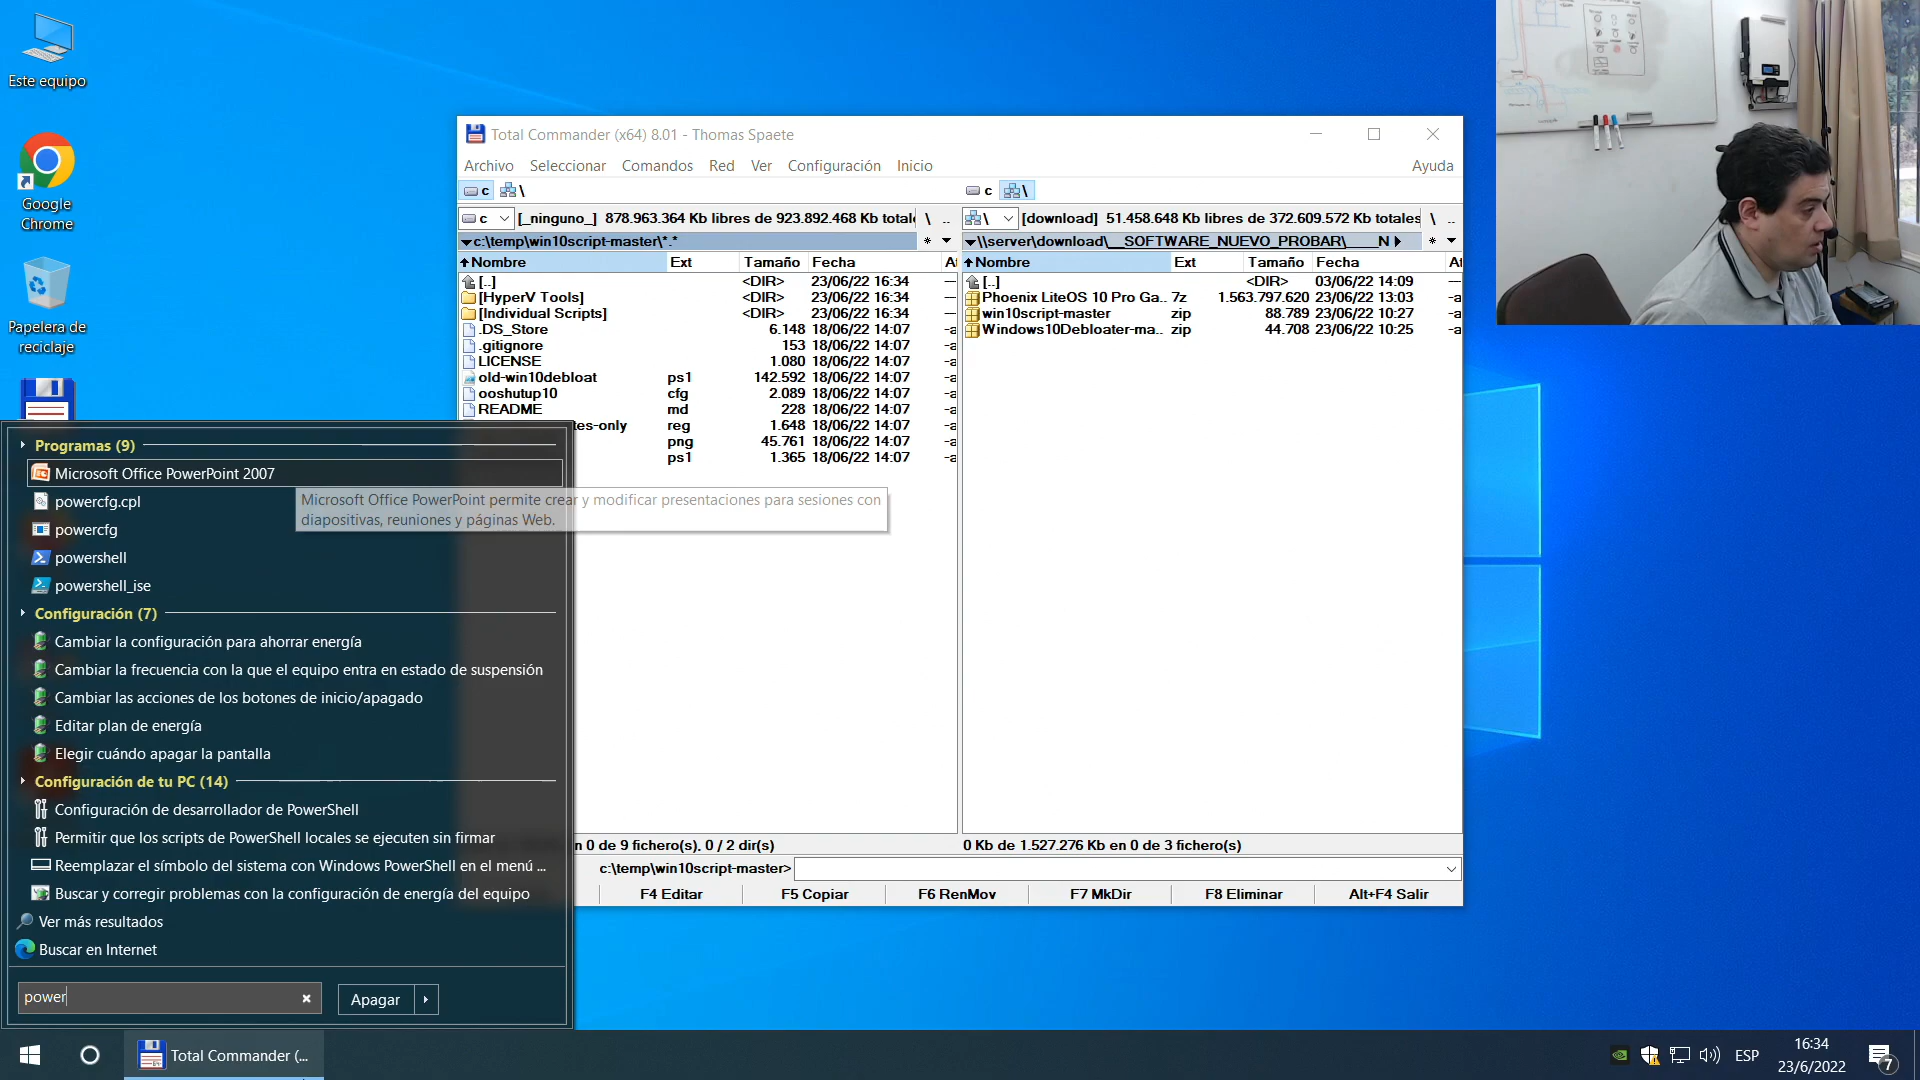 Este equipo
Google
Chrome
Papelera de
reciclaje
Total Commander (x64) 8.01 - Thomas Spaete
Archivo Seleccionar Comandos Red Ver Configuración Inicio Ayuda
c \ c \
c [_ninguno_] 878.963.364 Kb libres de 923.892.468 Kb total \ .. \ [download] 51.458.648 Kb libres de 372.609.572 Kb totales \ ..
c:\temp\win10script-master\*.* * \\server\download\__SOFTWARE_NUEVO_PROBAR\____N *
Nombre Ext Tamaño Fecha At Nombre Ext Tamaño Fecha At
[..] <DIR> 23/06/22 16:34 —
[HyperV Tools] <DIR> 23/06/22 16:34 —
[Individual Scripts] <DIR> 23/06/22 16:34 —
.DS_Store 6.148 18/06/22 14:07 -a
.gitignore 153 18/06/22 14:07 -a
LICENSE 1.080 18/06/22 14:07 -a
old-win10debloat ps1 142.592 18/06/22 14:07 -a
ooshutup10 cfg 2.089 18/06/22 14:07 -a
README md 228 18/06/22 14:07 -a
tes-only reg 1.648 18/06/22 14:07 -a
png 45.761 18/06/22 14:07 -a
ps1 1.365 18/06/22 14:07 -a
[..] <DIR> 03/06/22 14:09 —
Phoenix LiteOS 10 Pro Ga.. 7z 1.563.797.620 23/06/22 13:03 -a
win10script-master zip 88.789 23/06/22 10:27 -a
Windows10Debloater-ma.. zip 44.708 23/06/22 10:25 -a
Programas (9)
Microsoft Office PowerPoint 2007
Microsoft Office PowerPoint permite crear y modificar presentaciones para sesiones con
diapositivas, reuniones y páginas Web.
powercfg.cpl
powercfg
powershell
powershell_ise
Configuración (7)
Cambiar la configuración para ahorrar energía
Cambiar la frecuencia con la que el equipo entra en estado de suspensión
Cambiar las acciones de los botones de inicio/apagado
Editar plan de energía
Elegir cuándo apagar la pantalla
Configuración de tu PC (14)
Configuración de desarrollador de PowerShell
Permitir que los scripts de PowerShell locales se ejecuten sin firmar
Reemplazar el símbolo del sistema con Windows PowerShell en el menú ...
Buscar y corregir problemas con la configuración de energía del equipo
Ver más resultados
Buscar en Internet
power
Apagar
n 0 de 9 fichero(s), 0 / 2 dir(s) 0 Kb de 1.527.276 Kb en 0 de 3 fichero(s)
c:\temp\win10script-master>
F4 Editar F5 Copiar F6 RenMov F7 MkDir F8 Eliminar Alt+F4 Salir
Total Commander (...
ESP
16:34
23/6/2022
7